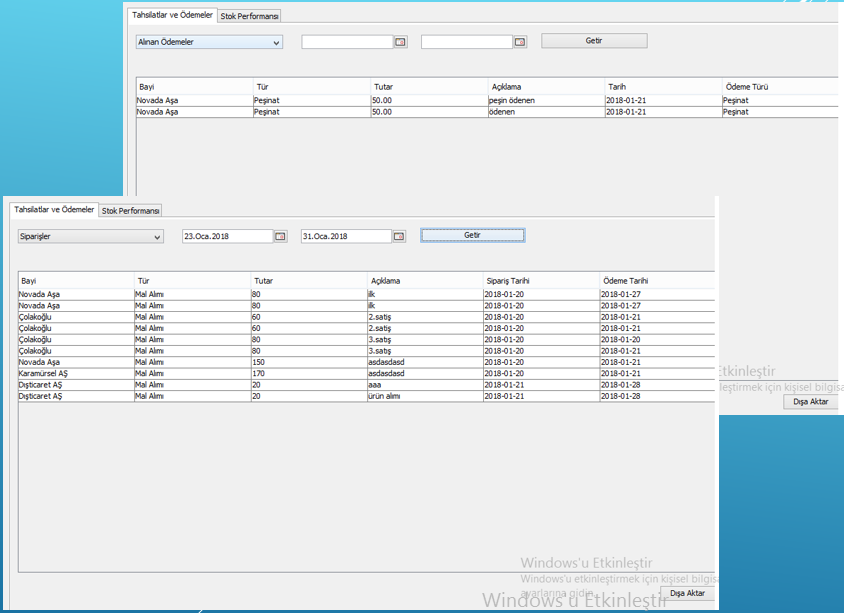 Tahsilatlar ve Ödemeler Stok Performansı
Alınan Ödemeler Getir
Bayi Tür Tutar Açıklama Tarih Ödeme Türü
Novada Aşa Peşinat 50.00 peşin ödenen 2018-01-21 Peşinat
Novada Aşa Peşinat 50.00 ödenen 2018-01-21 Peşinat
Tahsilatlar ve Ödemeler Stok Performansı
Siparişler 23.Oca.2018 31.Oca.2018 Getir
Bayi Tür Tutar Açıklama Sipariş Tarihi Ödeme Tarihi
Novada Aşa Mal Alımı 80 ilk 2018-01-20 2018-01-27
Novada Aşa Mal Alımı 80 ilk 2018-01-20 2018-01-27
Çolakoğlu Mal Alımı 60 2.satış 2018-01-20 2018-01-21
Çolakoğlu Mal Alımı 60 2.satış 2018-01-20 2018-01-21
Çolakoğlu Mal Alımı 80 3.satış 2018-01-20 2018-01-20
Çolakoğlu Mal Alımı 80 3.satış 2018-01-20 2018-01-21
Novada Aşa Mal Alımı 150 asdasdasd 2018-01-20 2018-01-21
Karamürsel AŞ Mal Alımı 170 asdasdasd 2018-01-20 2018-01-21
Dışticaret AŞ Mal Alımı 20 aaa 2018-01-21 2018-01-28
Dışticaret AŞ Mal Alımı 20 ürün alımı 2018-01-21 2018-01-28
Etkinleştir
leştirmek için kişisel bilgisa
Dışa Aktar
Windows'u Etkinleştir
Windows'u etkinleştirmek için kişisel bilgisa
ayarlarına gidin.
Dışa Aktar
Windows'u Etkinleştir